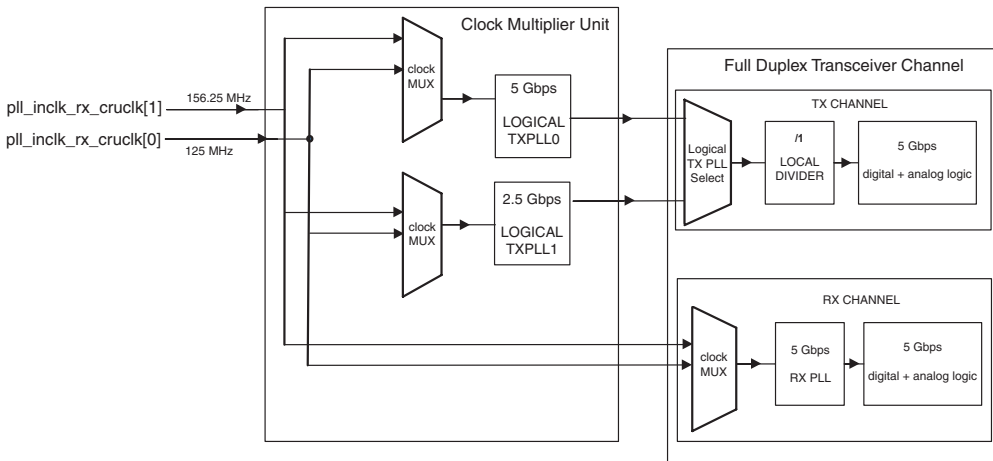 Clock Multiplier Unit
Full Duplex Transceiver Channel
pll_inclk_rx_cruclk[1]
156.25 MHz
pll_inclk_rx_cruclk[0]
125 MHz
clock
MUX
5 Gbps
LOGICAL
TXPLL0
clock
MUX
2.5 Gbps
LOGICAL
TXPLL1
TX CHANNEL
Logical
TX PLL
Select
/1
LOCAL
DIVIDER
5 Gbps
digital + analog logic
RX CHANNEL
clock
MUX
5 Gbps
RX PLL
5 Gbps
digital + analog logic